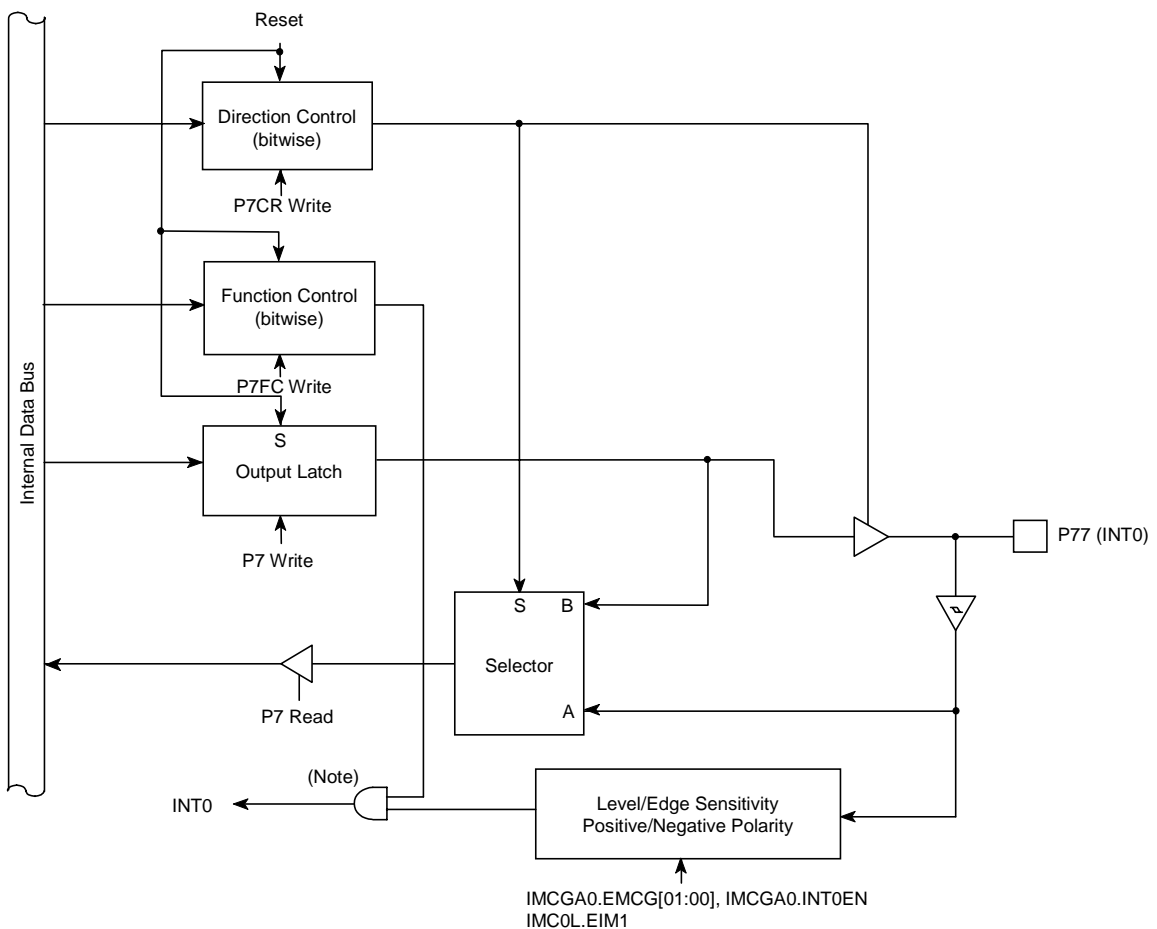 Reset
Direction Control
(bitwise)
P7CR Write
Function Control
(bitwise)
P7FC Write
Internal Data Bus
S
Output Latch
P7 Write
P77 (INT0)
S
B
Selector
A
P7 Read
(Note)
INT0
Level/Edge Sensitivity
Positive/Negative Polarity
IMCGA0.EMCG[01:00], IMCGA0.INT0EN
IMC0L.EIM1